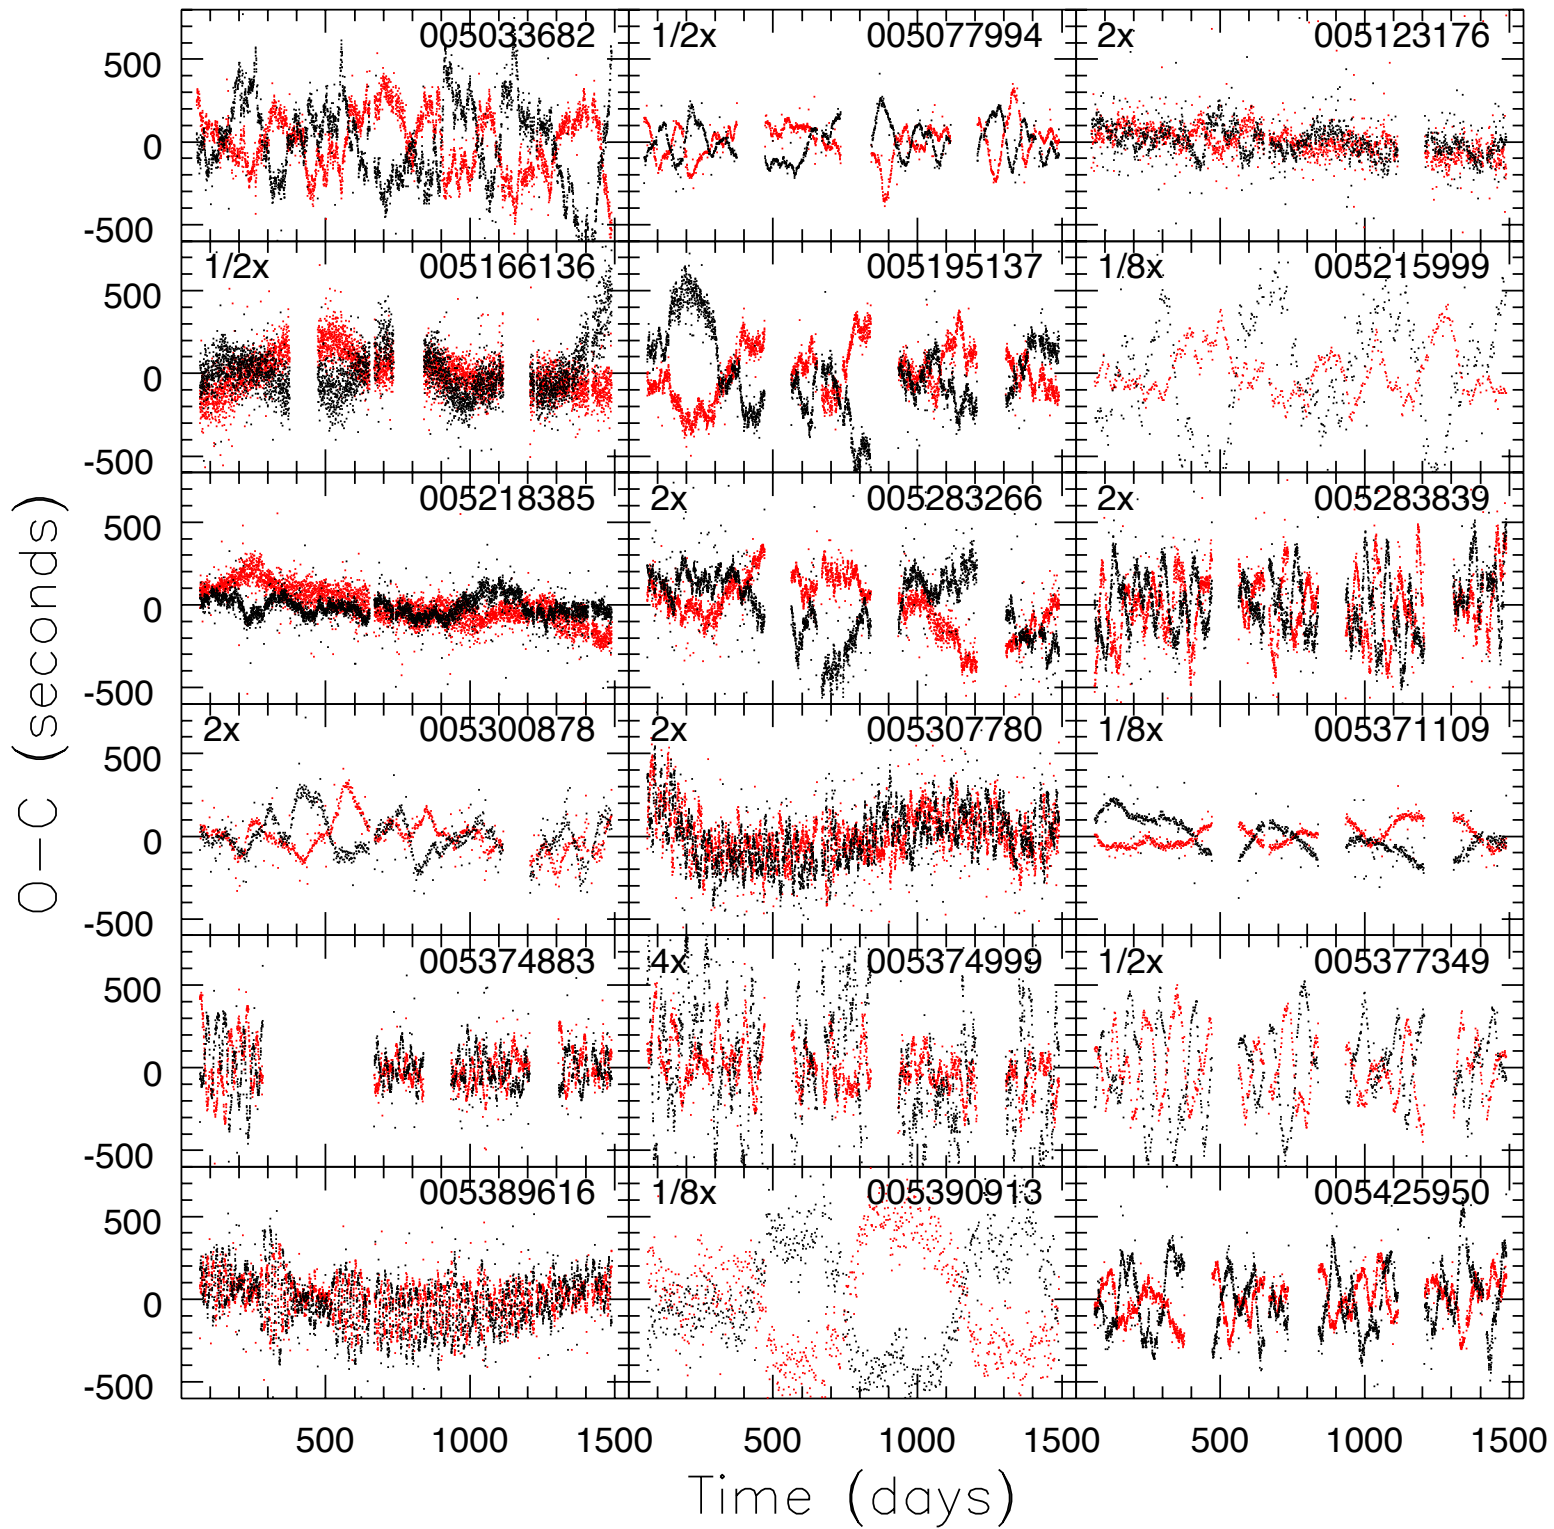 005033682
1/2x 005077994
2x 005123176
500
0
-500
1/2x 005166136
005195137
1/8x 005215999
500
0
-500
005218385
2x 005283266
2x 005283839
500
0
-500
2x 005300878
2x 005307780
1/8x 005371109
500
0
-500
005374883
4x 005374999
1/2x 005377349
500
0
-500
005389616
1/8x 005390913
005425950
500
0
-500
O-C (seconds)
500 1000 1500 500 1000 1500 500 1000 1500
Time (days)